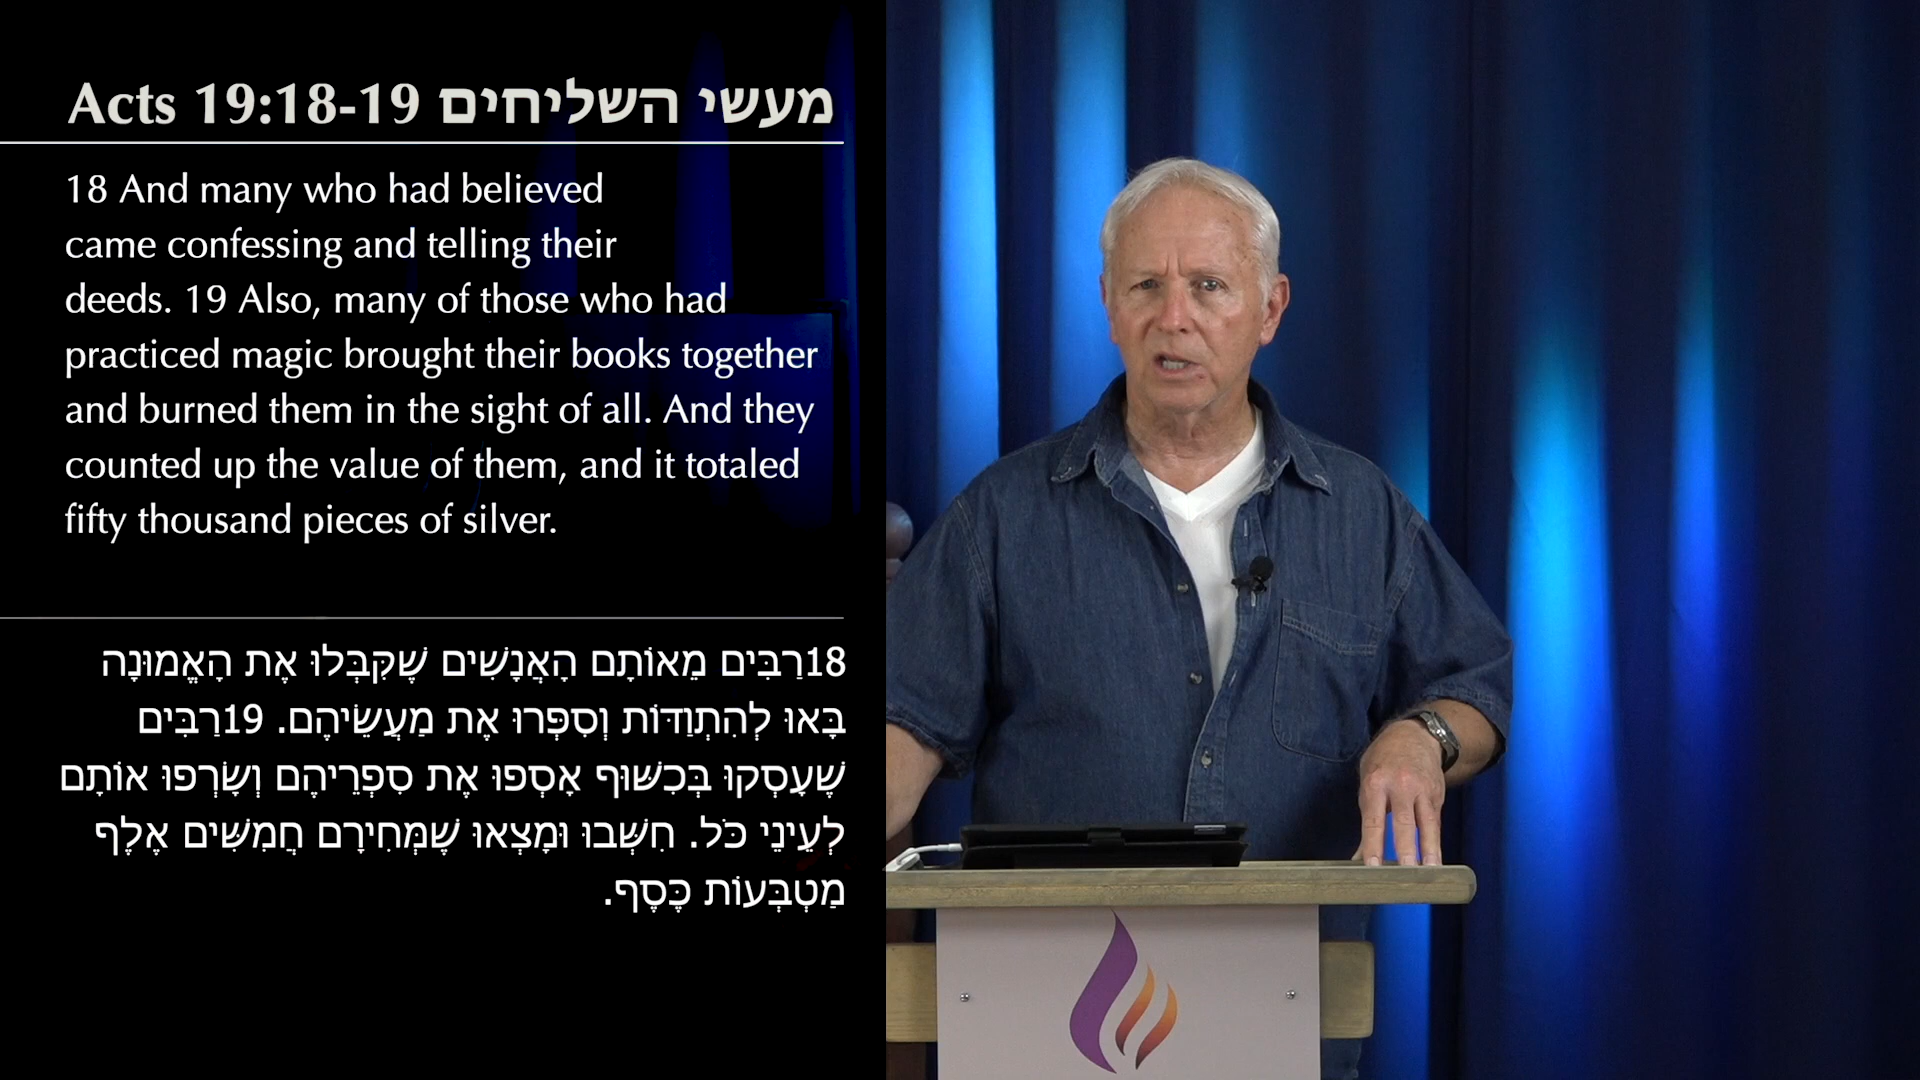 Acts 19:18-19 מעשי השליחים
18 And many who had believed
came confessing and telling their
deeds. 19 Also, many of those who had
practiced magic brought their books together
and burned them in the sight of all. And they
counted up the value of them, and it totaled
fifty thousand pieces of silver.
18רַבִּים מֵאוֹתָם הָאֲנָשִׁים שֶׁקִּבְּלוּ אֶת הָאֱמוּנָה
בָּאוּ לְהִתְוַדּוֹת וְסִפְּרוּ אֶת מַעֲשֵׂיהֶם. 19רַבִּים
שֶׁעָסְקוּ בְּכִשּׁוּף אָסְפוּ אֶת סִפְרֵיהֶם וְשָׂרְפוּ אוֹתָם
לְעֵינֵי כֹּל. חִשְּׁבוּ וּמָצְאוּ שֶׁמְּחִירָם חֲמִשִּׁים אֶלֶף
מַטְבְּעוֹת כֶּסֶף.